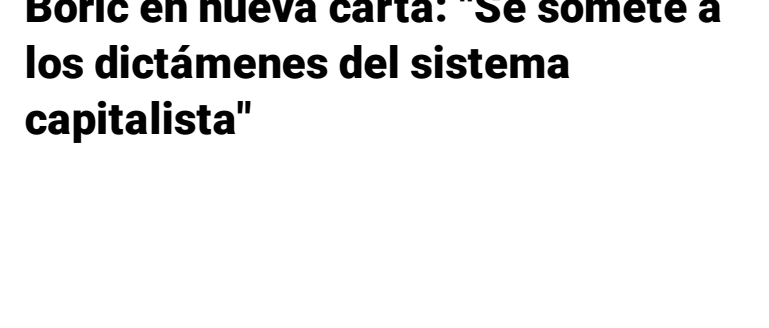 Boric en nueva carta: "Se somete a
los dictámenes del sistema
capitalista"